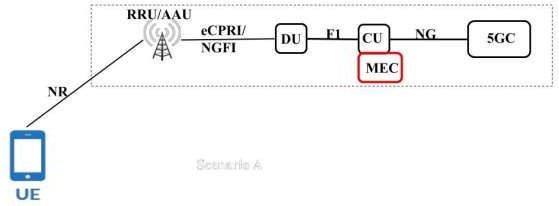 RRU/AAU
eCPRI/
NGFI
DU
F1
CU
NG
5GC
MEC
NR
Scenario A
UE